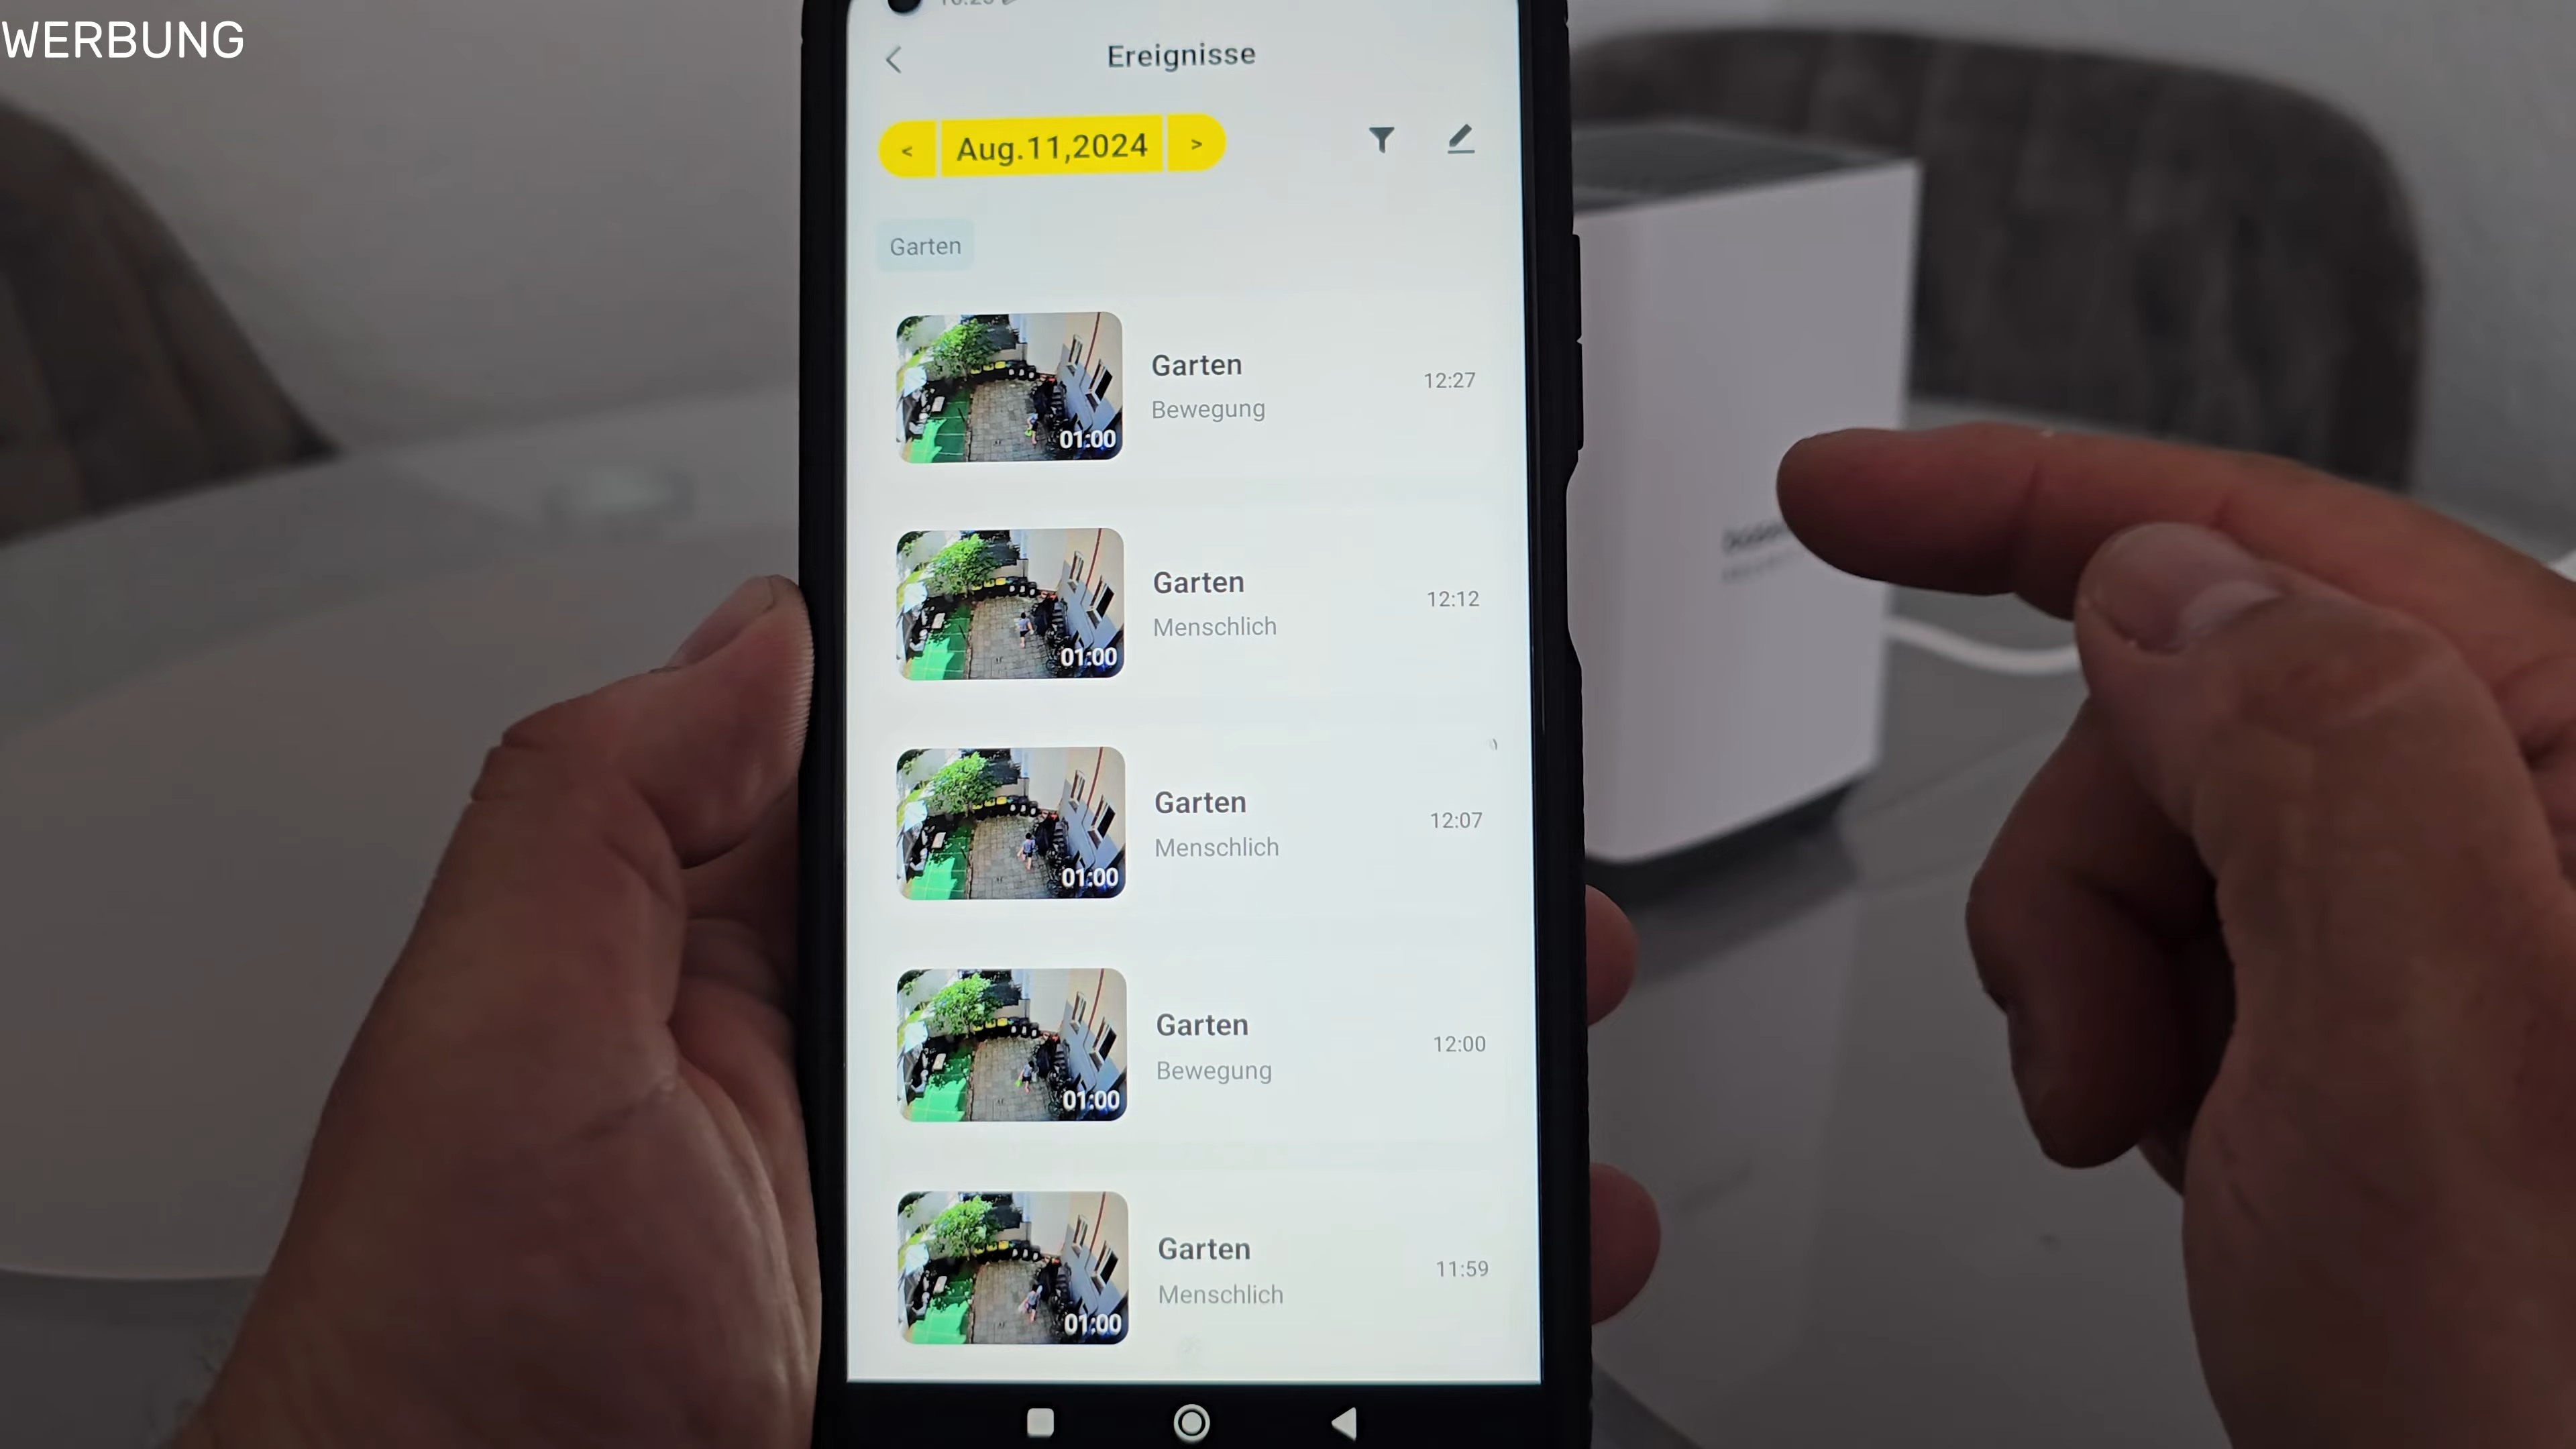 WERBUNG
Ereignisse
< Aug.11,2024 >
Garten
Garten
12:27
Bewegung
01:00
Garten
12:12
Menschlich
01:00
Garten
12:07
Menschlich
01:00
Garten
12:00
Bewegung
01:00
Garten
11:59
Menschlich
01:00